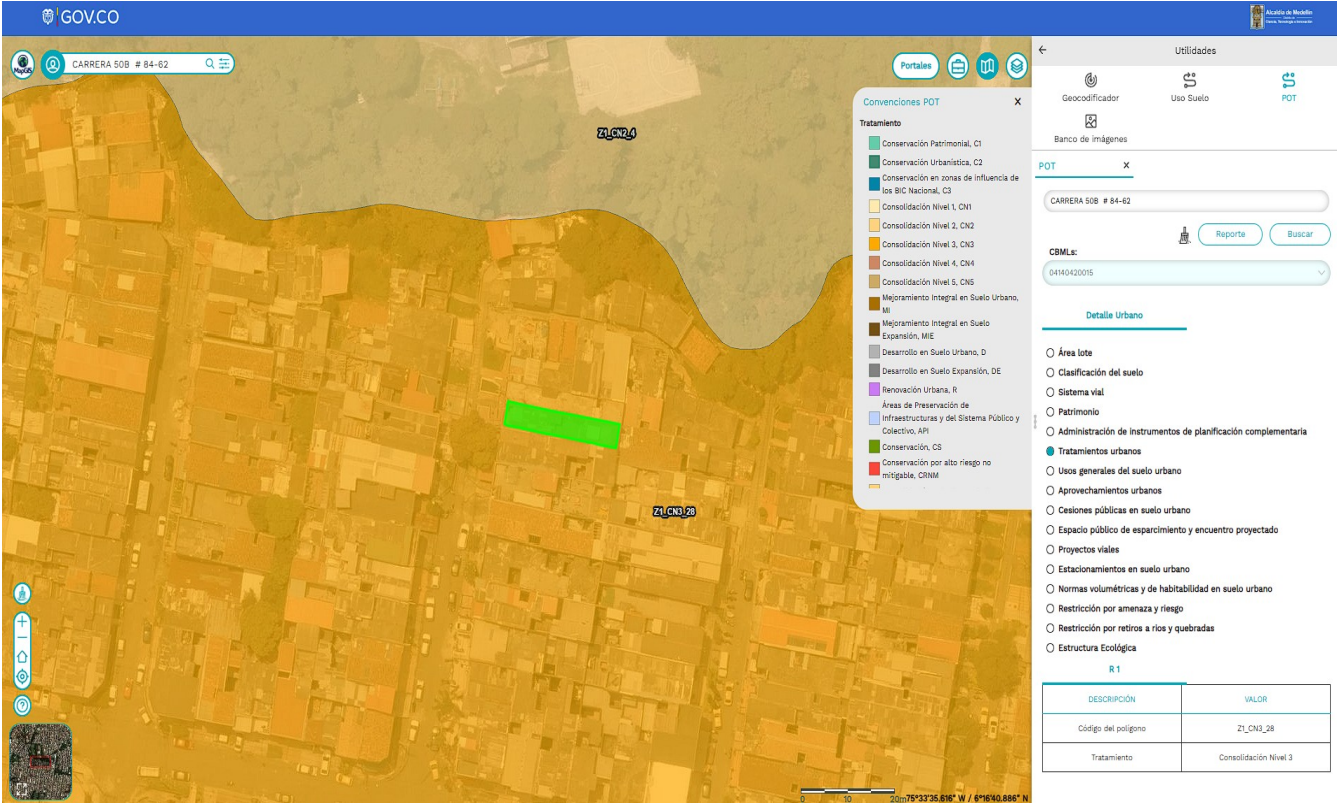 GOV.CO
Alcaldía de Medellín
MapGIS
CARRERA 50B # 84-62
Portales
Z1_CN2_4
Z1_CN3_28
Convenciones POT
X
Tratamiento
Conservación Patrimonial, C1
Conservación Urbanística, C2
Conservación en zonas de influencia de
los BIC Nacional, C3
Consolidación Nivel 1, CN1
Consolidación Nivel 2, CN2
Consolidación Nivel 3, CN3
Consolidación Nivel 4, CN4
Consolidación Nivel 5, CN5
Mejoramiento Integral en Suelo Urbano,
MI
Mejoramiento Integral en Suelo
Expansión, MIE
Desarrollo en Suelo Urbano, D
Desarrollo en Suelo Expansión, DE
Renovación Urbana, R
Áreas de Preservación de
Infraestructuras y del Sistema Público y
Colectivo, API
Conservación, CS
Conservación por alto riesgo no
mitigable, CRNM
0 10 20m
75°33'35.616" W / 6°16'40.886" N
Utilidades
Geocodificador
Uso Suelo
POT
Banco de imágenes
POT X
CARRERA 50B # 84-62
Reporte
Buscar
CBMLs:
04140420015
Detalle Urbano
Área lote
Clasificación del suelo
Sistema vial
Patrimonio
Administración de instrumentos de planificación complementaria
Tratamientos urbanos
Usos generales del suelo urbano
Aprovechamientos urbanos
Cesiones públicas en suelo urbano
Espacio público de esparcimiento y encuentro proyectado
Proyectos viales
Estacionamientos en suelo urbano
Normas volumétricas y de habitabilidad en suelo urbano
Restricción por amenaza y riesgo
Restricción por retiros a rios y quebradas
Estructura Ecológica
R 1
DESCRIPCIÓN VALOR
Código del polígono Z1_CN3_28
Tratamiento Consolidación Nivel 3